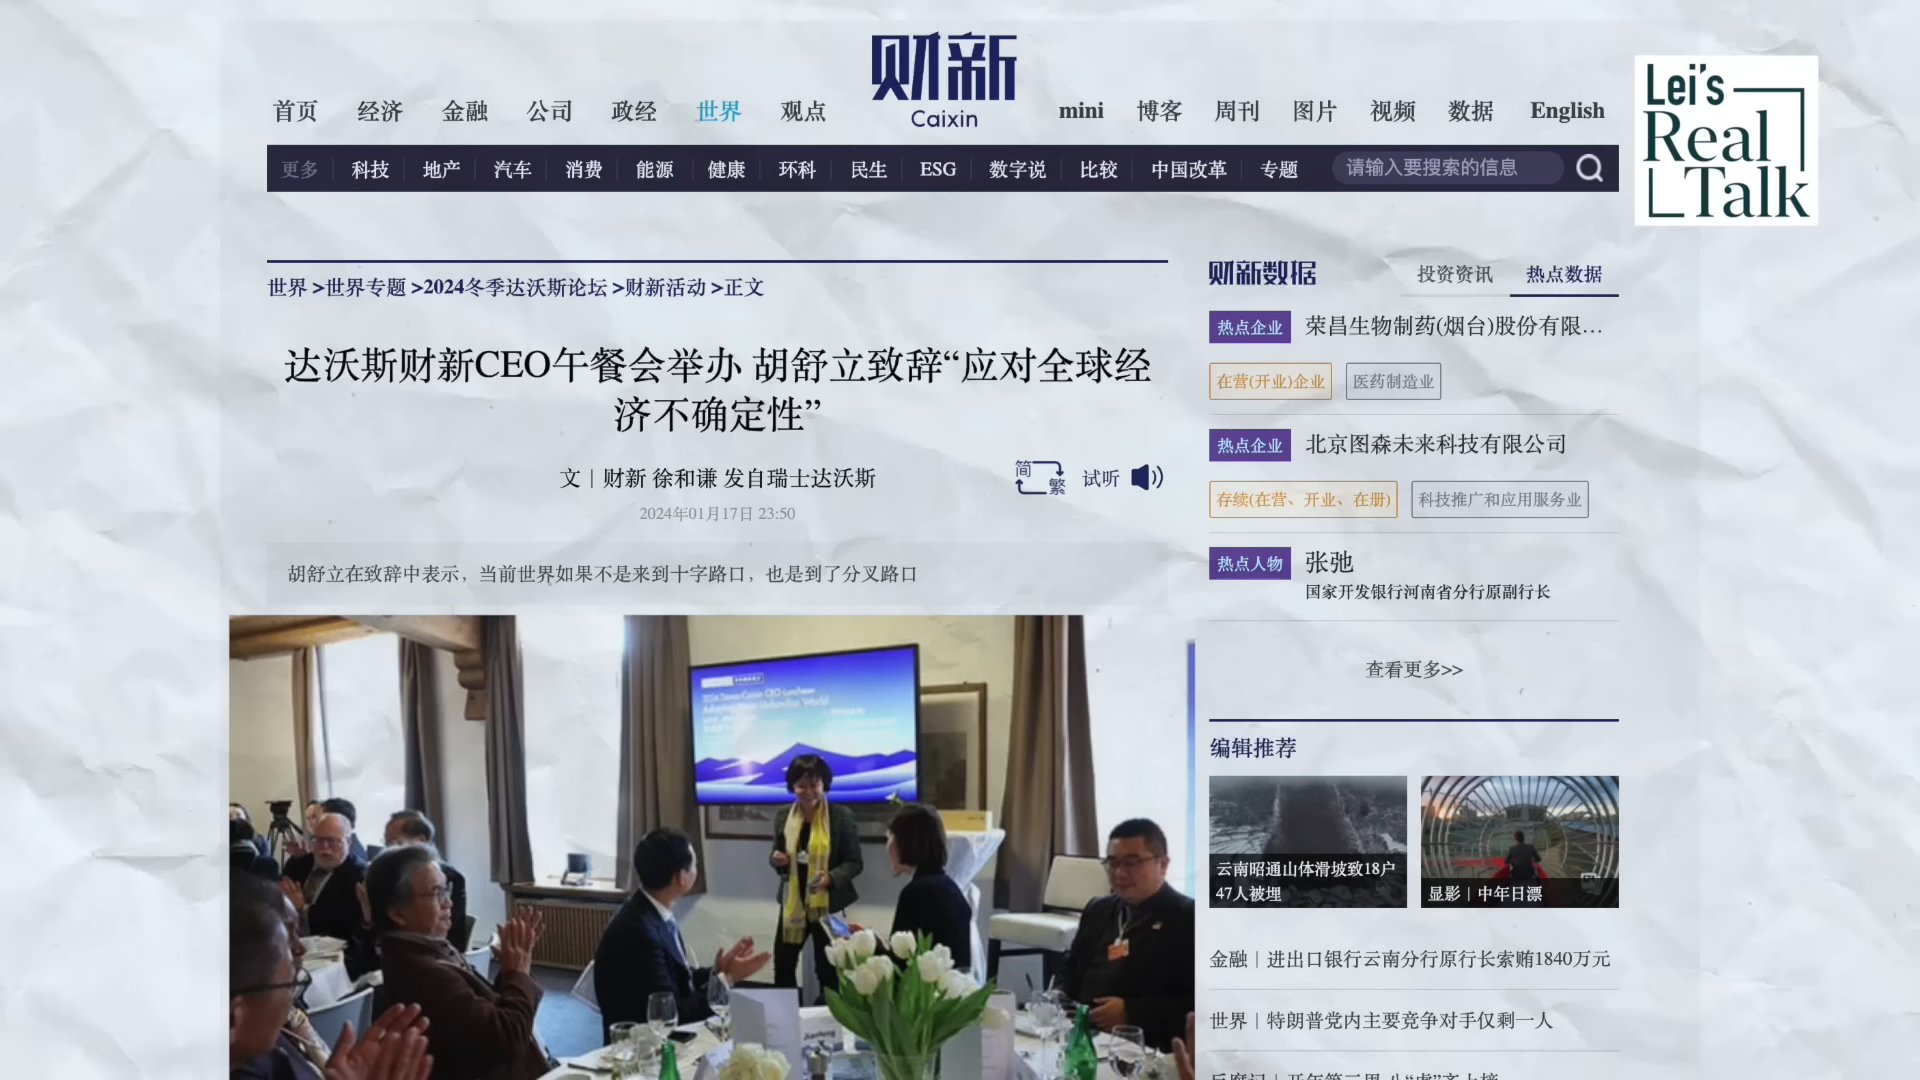 财新
Caixin
首页 经济 金融 公司 政经 世界 观点 mini 博客 周刊 图片 视频 数据 English
更多 科技 地产 汽车 消费 能源 健康 环科 民生 ESG 数字说 比较 中国改革 专题 请输入要搜索的信息
Lei's
Real
Talk
世界 >世界专题 >2024冬季达沃斯论坛 >财新活动 >正文
达沃斯财新CEO午餐会举办 胡舒立致辞“应对全球经
济不确定性”
文｜财新 徐和谦 发自瑞士达沃斯
简 繁 试听
2024年01月17日 23:50
胡舒立在致辞中表示，当前世界如果不是来到十字路口，也是到了分叉路口
2024 Davos Caixin CEO Luncheon
财新数据 投资资讯 热点数据
热点企业 荣昌生物制药(烟台)股份有限…
在营(开业)企业 医药制造业
热点企业 北京图森未来科技有限公司
存续(在营、开业、在册) 科技推广和应用服务业
热点人物 张弛
国家开发银行河南省分行原副行长
查看更多>>
编辑推荐
云南昭通山体滑坡致18户
47人被埋
显影｜中年日漂
金融｜进出口银行云南分行原行长索贿1840万元
世界｜特朗普党内主要竞争对手仅剩一人